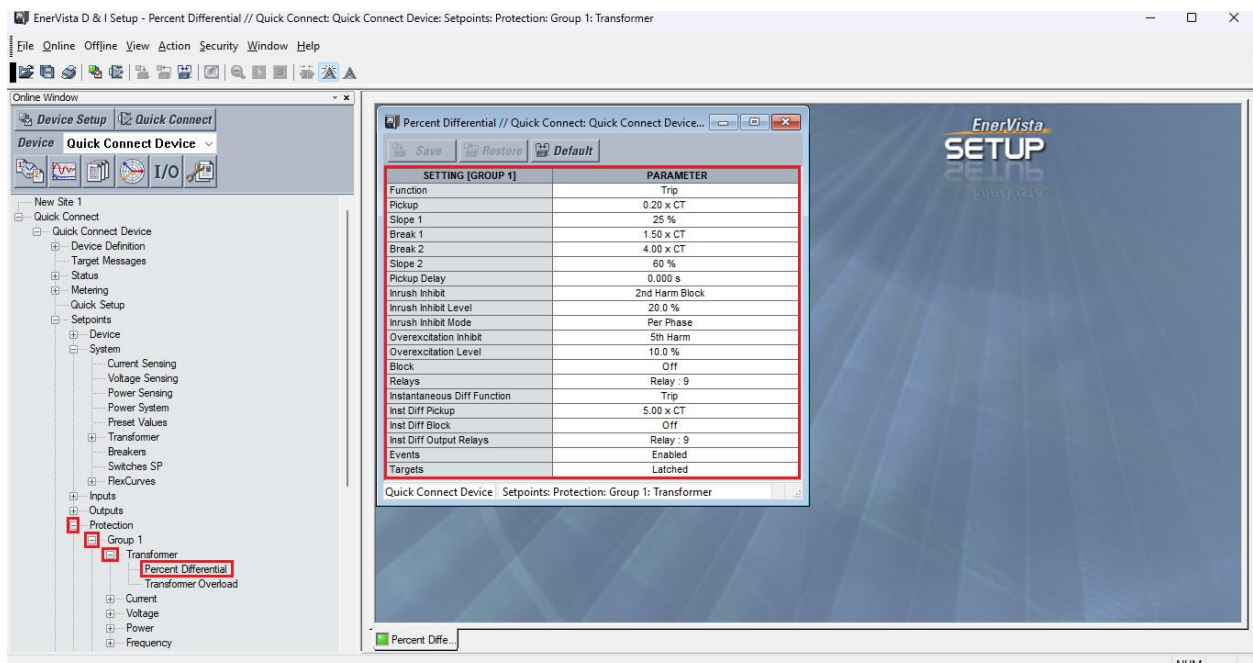 EnerVista D & I Setup - Percent Differential // Quick Connect: Quick Connect Device: Setpoints: Protection: Group 1: Transformer
File Online Offline View Action Security Window Help
Online Window
Device Setup Quick Connect
Device Quick Connect Device
I/O
New Site 1
Quick Connect
Quick Connect Device
Device Definition
Target Messages
Status
Metering
Quick Setup
Setpoints
Device
System
Current Sensing
Voltage Sensing
Power Sensing
Power System
Preset Values
Transformer
Breakers
Switches SP
FlexCurves
Inputs
Outputs
Protection
Group 1
Transformer
Percent Differential
Transformer Overload
Current
Voltage
Power
Frequency
Percent Differential // Quick Connect: Quick Connect Device...
Save Restore Default
SETTING [GROUP 1] PARAMETER
Function Trip
Pickup 0.20 x CT
Slope 1 25 %
Break 1 1.50 x CT
Break 2 4.00 x CT
Slope 2 60 %
Pickup Delay 0.000 s
Inrush Inhibit 2nd Harm Block
Inrush Inhibit Level 20.0 %
Inrush Inhibit Mode Per Phase
Overexcitation Inhibit 5th Harm
Overexcitation Level 10.0 %
Block Off
Relays Relay : 9
Instantaneous Diff Function Trip
Inst Diff Pickup 5.00 x CT
Inst Diff Block Off
Inst Diff Output Relays Relay : 9
Events Enabled
Targets Latched
Quick Connect Device Setpoints: Protection: Group 1: Transformer
EnerVista
SETUP
Percent Diffe...